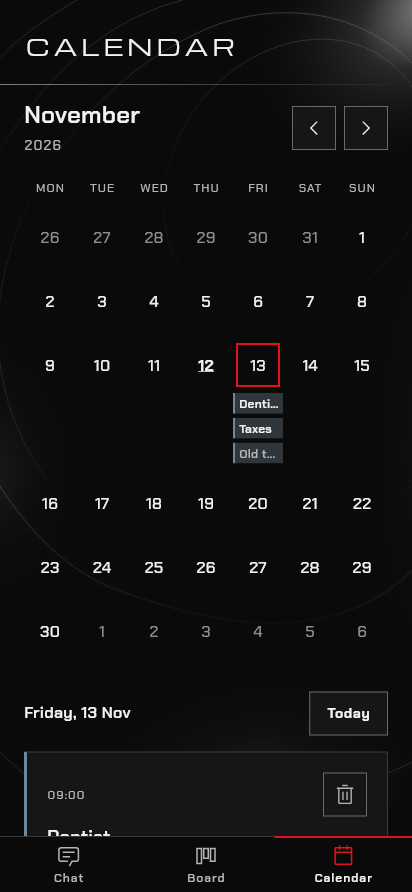 CALENDAR
November
2026
MON TUE WED THU FRI SAT SUN
26 27 28 29 30 31 1
2 3 4 5 6 7 8
9 10 11 12 13 14 15
Denti...
Taxes
Old t...
16 17 18 19 20 21 22
23 24 25 26 27 28 29
30 1 2 3 4 5 6
Friday, 13 Nov
Today
09:00
Dentist
Chat Board Calendar